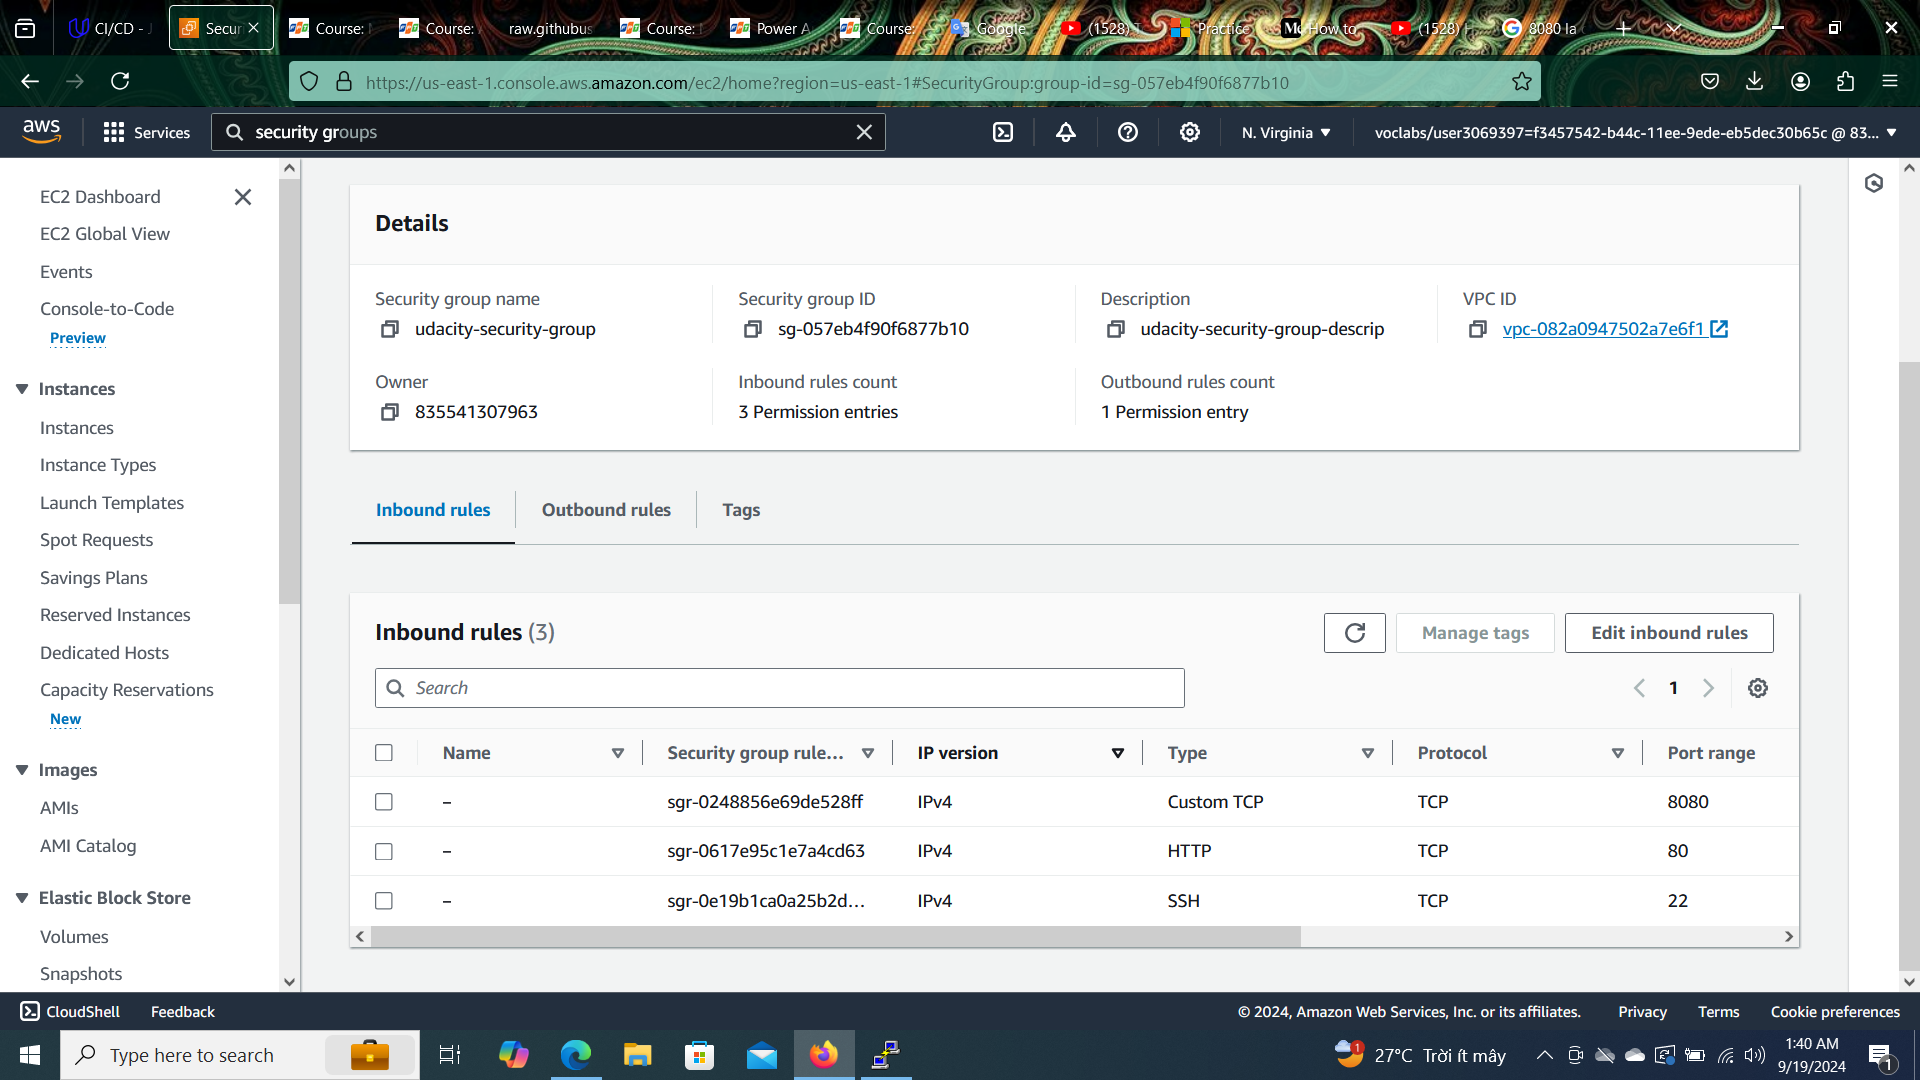 CI/CD - J
Secur
Course: I
Course: A
raw.githubus
Course: I
Power A
Course:
Google
(1528) T
Practice
How to
(1528) H
8080 là
https://us-east-1.console.aws.amazon.com/ec2/home?region=us-east-1#SecurityGroup:group-id=sg-057eb4f90f6877b10
aws
Services
security groups
N. Virginia
voclabs/user3069397=f3457542-b44c-11ee-9ede-eb5dec30b65c @ 83...
EC2 Dashboard
EC2 Global View
Events
Console-to-Code
Preview
Instances
Instances
Instance Types
Launch Templates
Spot Requests
Savings Plans
Reserved Instances
Dedicated Hosts
Capacity Reservations
New
Images
AMIs
AMI Catalog
Elastic Block Store
Volumes
Snapshots
Details
Security group name
udacity-security-group
Security group ID
sg-057eb4f90f6877b10
Description
udacity-security-group-descrip
VPC ID
vpc-082a0947502a7e6f1
Owner
835541307963
Inbound rules count
3 Permission entries
Outbound rules count
1 Permission entry
Inbound rules
Outbound rules
Tags
Inbound rules (3)
Manage tags
Edit inbound rules
Search
1
Name Security group rule... IP version Type Protocol Port range
– sgr-0248856e69de528ff IPv4 Custom TCP TCP 8080
– sgr-0617e95c1e7a4cd63 IPv4 HTTP TCP 80
– sgr-0e19b1ca0a25b2d... IPv4 SSH TCP 22
CloudShell
Feedback
© 2024, Amazon Web Services, Inc. or its affiliates.
Privacy
Terms
Cookie preferences
Type here to search
1
27°C Trời ít mây
1:40 AM
9/19/2024
1